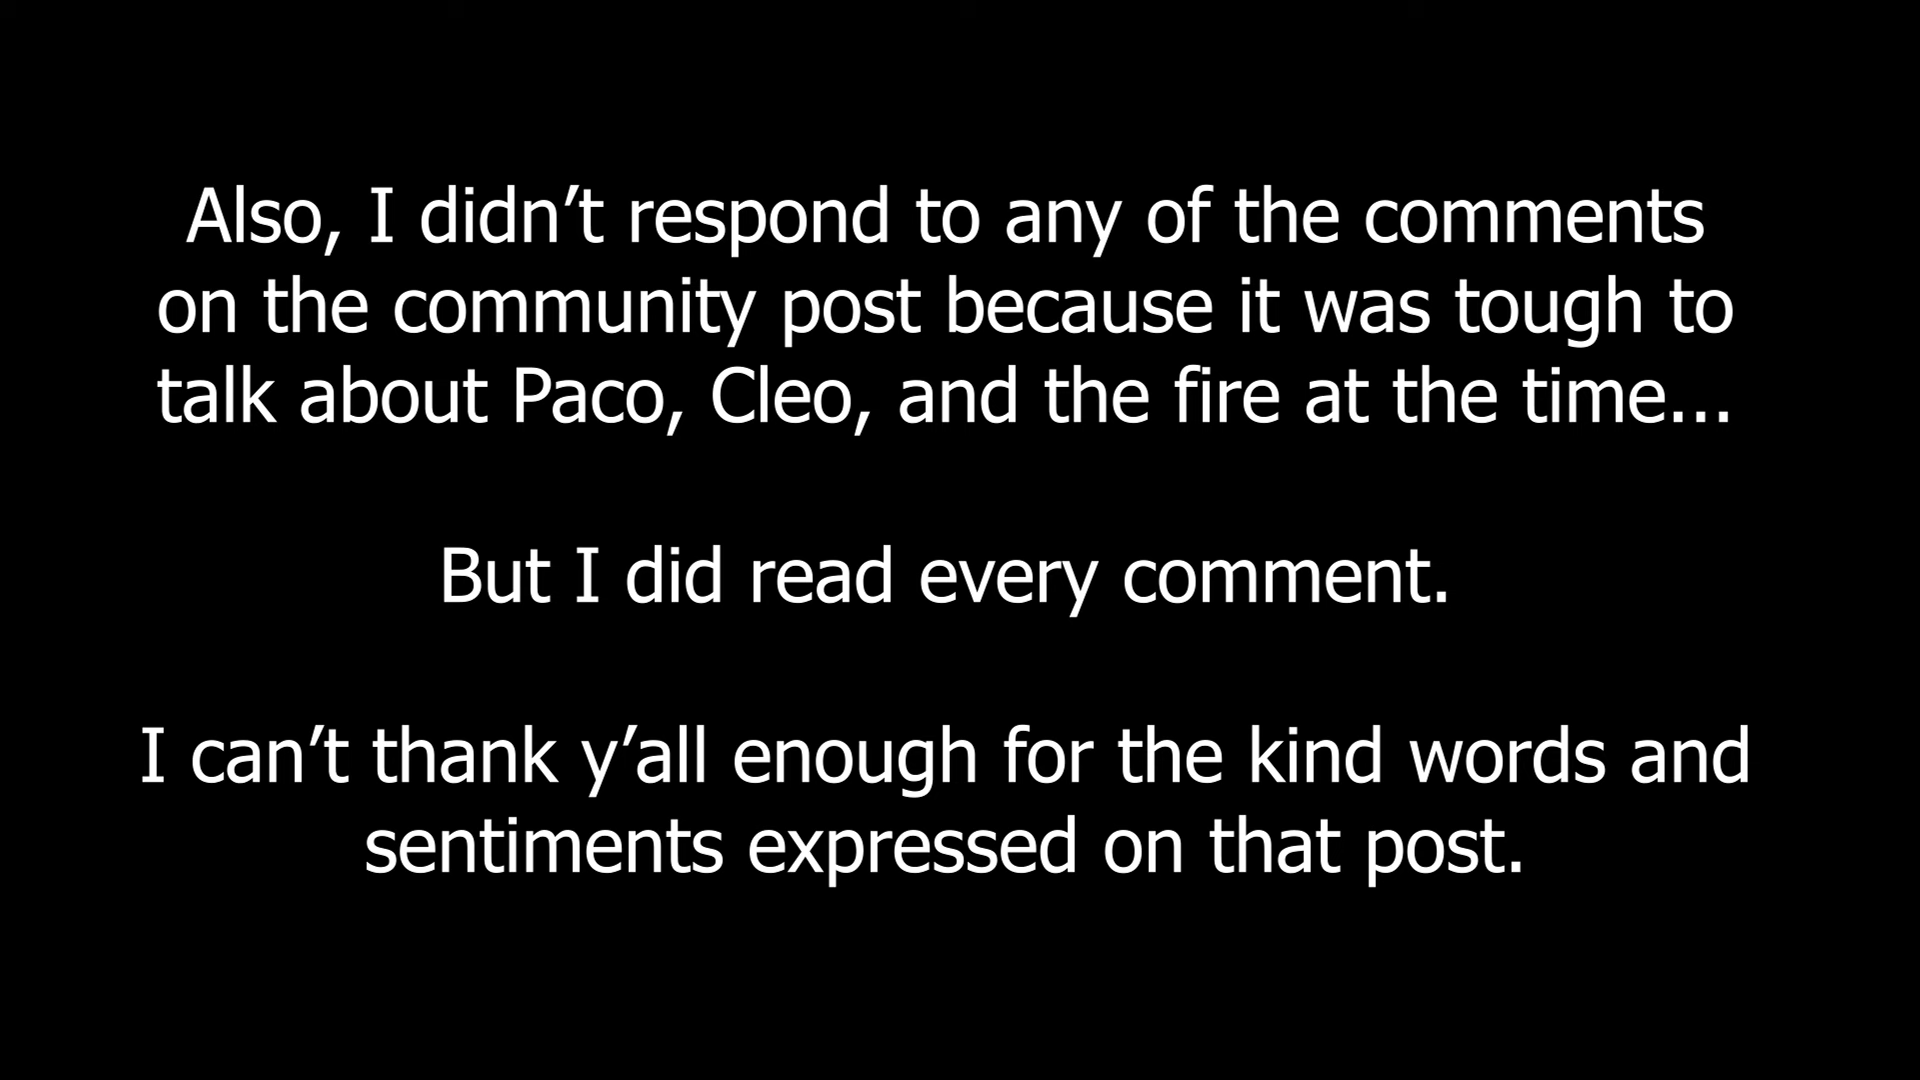 Also, I didn’t respond to any of the comments
on the community post because it was tough to
talk about Paco, Cleo, and the fire at the time...
But I did read every comment.
I can’t thank y’all enough for the kind words and
sentiments expressed on that post.